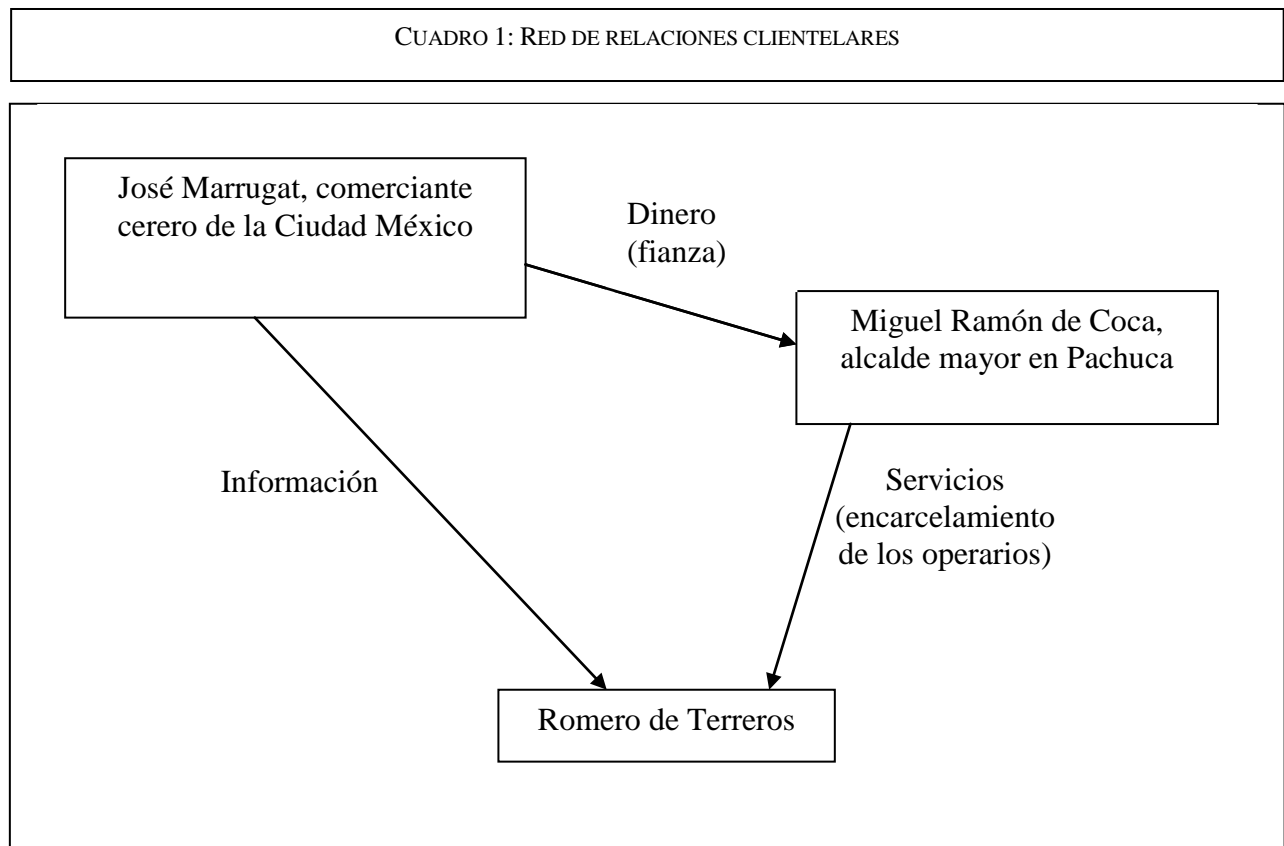 CUADRO 1: RED DE RELACIONES CLIENTELARES
José Marrugat, comerciante
cerero de la Ciudad México
Dinero
(fianza)
Miguel Ramón de Coca,
alcalde mayor en Pachuca
Información
Servicios
(encarcelamiento
de los operarios)
Romero de Terreros